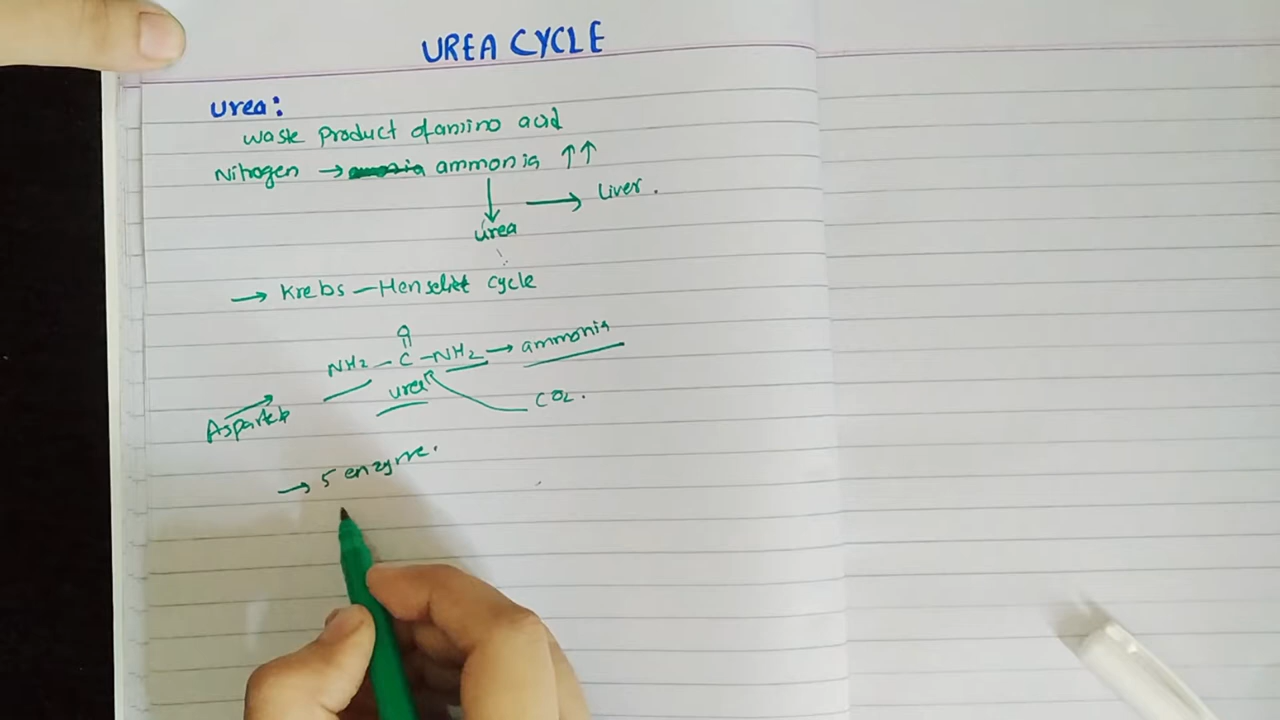 UREA CYCLE
Urea:
waste product of amino acid
Nitrogen → ammonia ↑↑
→ Liver.
urea
→ Krebs – Henseliet cycle
O
NH2 – C – NH2 → ammonia
urea
CO2.
Aspartate
→ 5 enzyme.